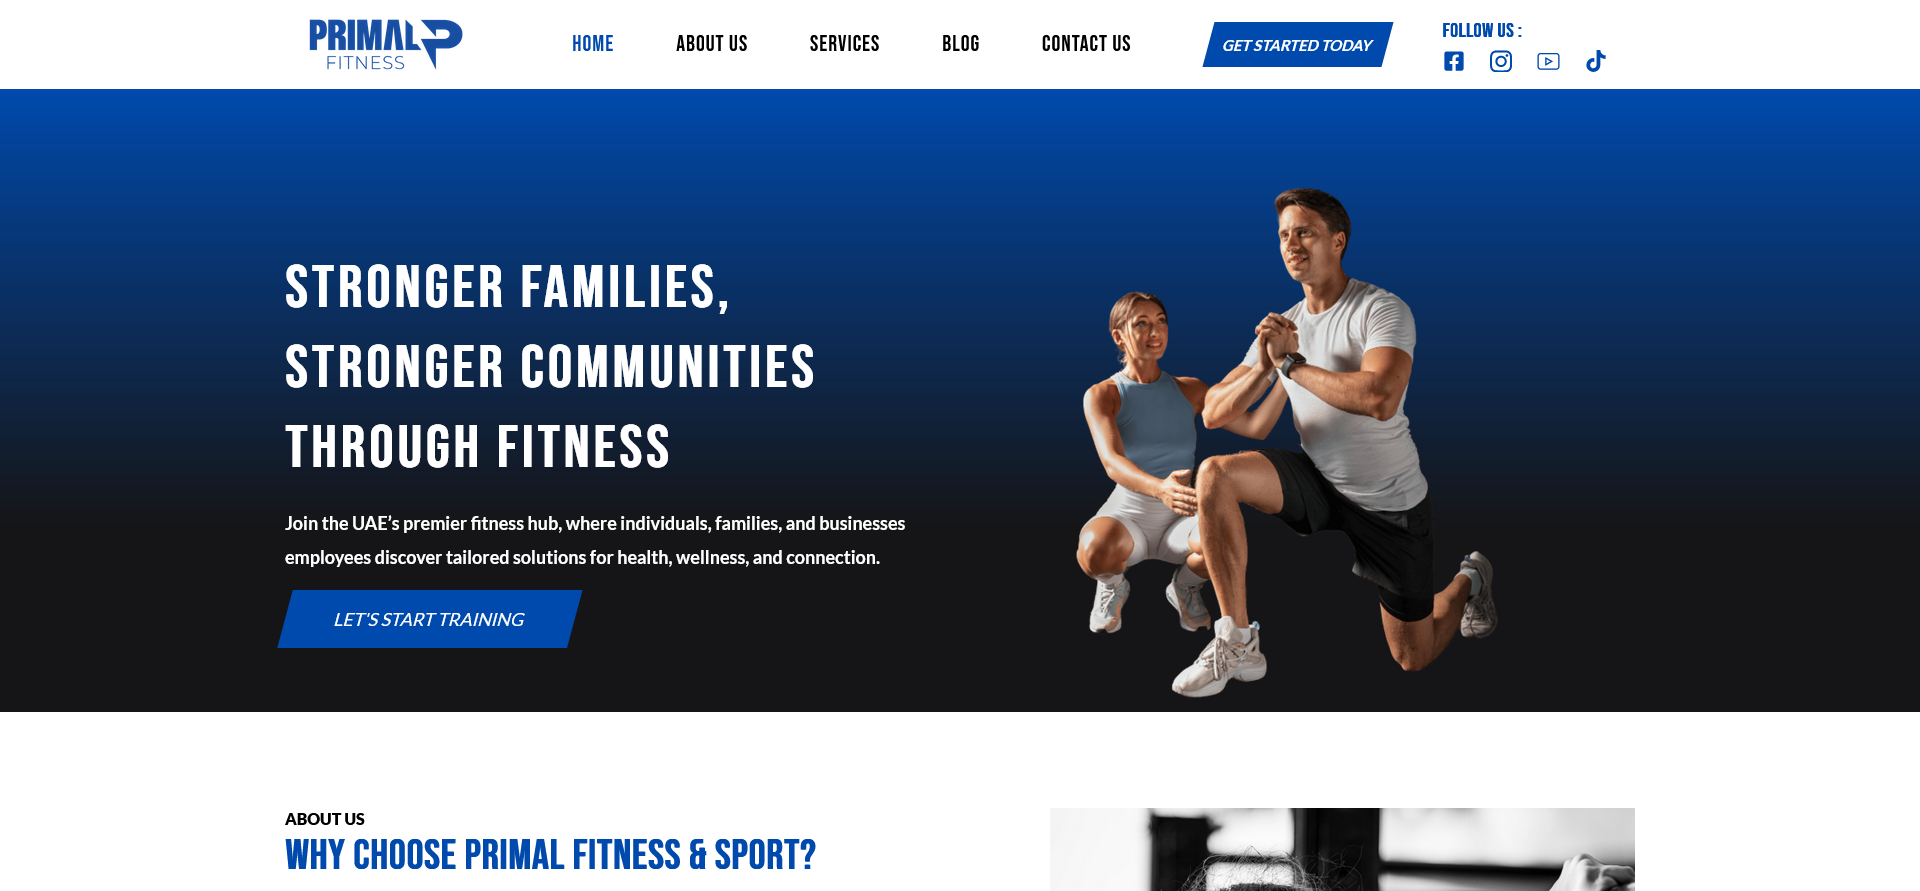 PRIMAL
FITNESS
HOME
ABOUT US
SERVICES
BLOG
CONTACT US
GET STARTED TODAY
FOLLOW US :
STRONGER FAMILIES,
STRONGER COMMUNITIES
THROUGH FITNESS
Join the UAE’s premier fitness hub, where individuals, families, and businesses
employees discover tailored solutions for health, wellness, and connection.
LET'S START TRAINING
ABOUT US
WHY CHOOSE PRIMAL FITNESS & SPORT?